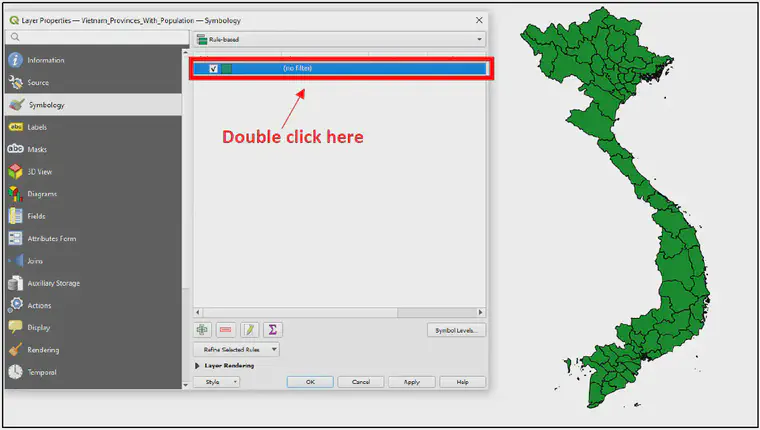 Layer Properties — Vietnam_Provinces_With_Population — Symbology
Rule-based
Information
(no filter)
Source
Symbology
Double click here
Labels
Masks
3D View
Diagrams
Fields
Attributes Form
Joins
Auxiliary Storage
Actions
Display
Symbol Levels...
Rendering
Refine Selected Rules
Layer Rendering
Temporal
Style
OK
Cancel
Apply
Help